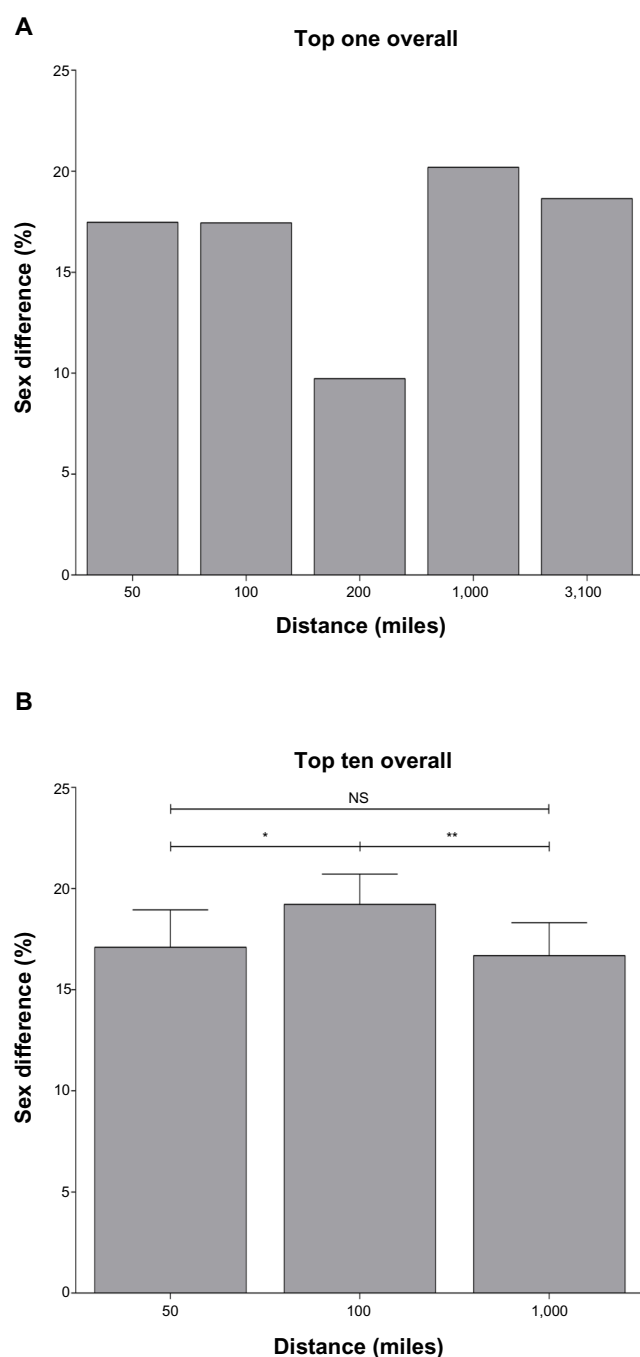 A
Top one overall
25
20
15
10
5
0
Sex difference (%)
50 100 200 1,000 3,100
Distance (miles)
B
Top ten overall
25
NS
* **
20
15
10
5
0
Sex difference (%)
50 100 1,000
Distance (miles)